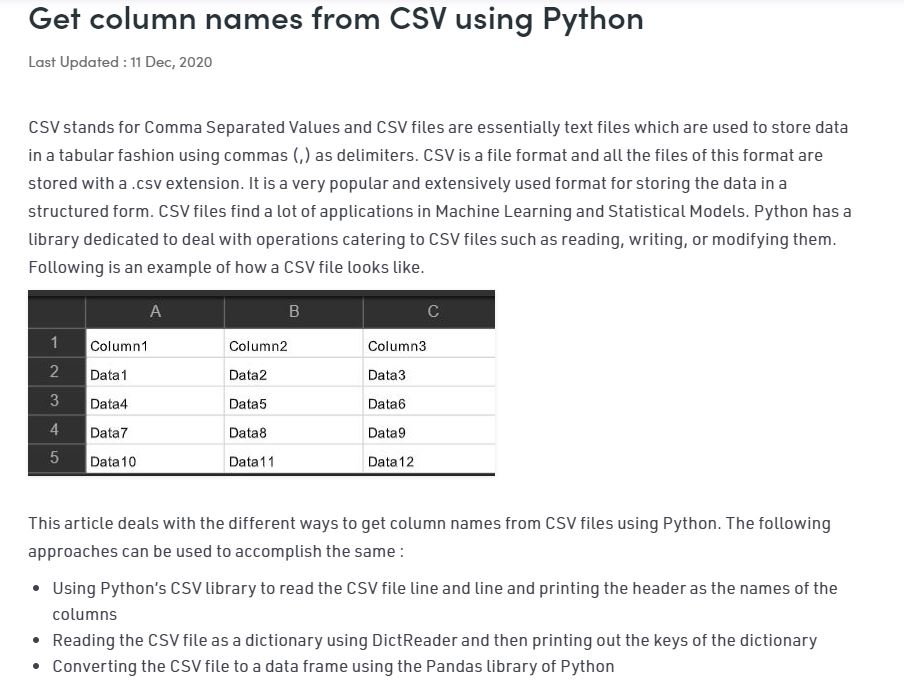 Get column names from CSV using Python
Last Updated : 11 Dec, 2020
CSV stands for Comma Separated Values and CSV files are essentially text files which are used to store data
in a tabular fashion using commas (,) as delimiters. CSV is a file format and all the files of this format are
stored with a .csv extension. It is a very popular and extensively used format for storing the data in a
structured form. CSV files find a lot of applications in Machine Learning and Statistical Models. Python has a
library dedicated to deal with operations catering to CSV files such as reading, writing, or modifying them.
Following is an example of how a CSV file looks like.
A B C
1 Column1 Column2 Column3
2 Data1 Data2 Data3
3 Data4 Data5 Data6
4 Data7 Data8 Data9
5 Data10 Data11 Data12
This article deals with the different ways to get column names from CSV files using Python. The following
approaches can be used to accomplish the same :
• Using Python’s CSV library to read the CSV file line and line and printing the header as the names of the
columns
• Reading the CSV file as a dictionary using DictReader and then printing out the keys of the dictionary
• Converting the CSV file to a data frame using the Pandas library of Python